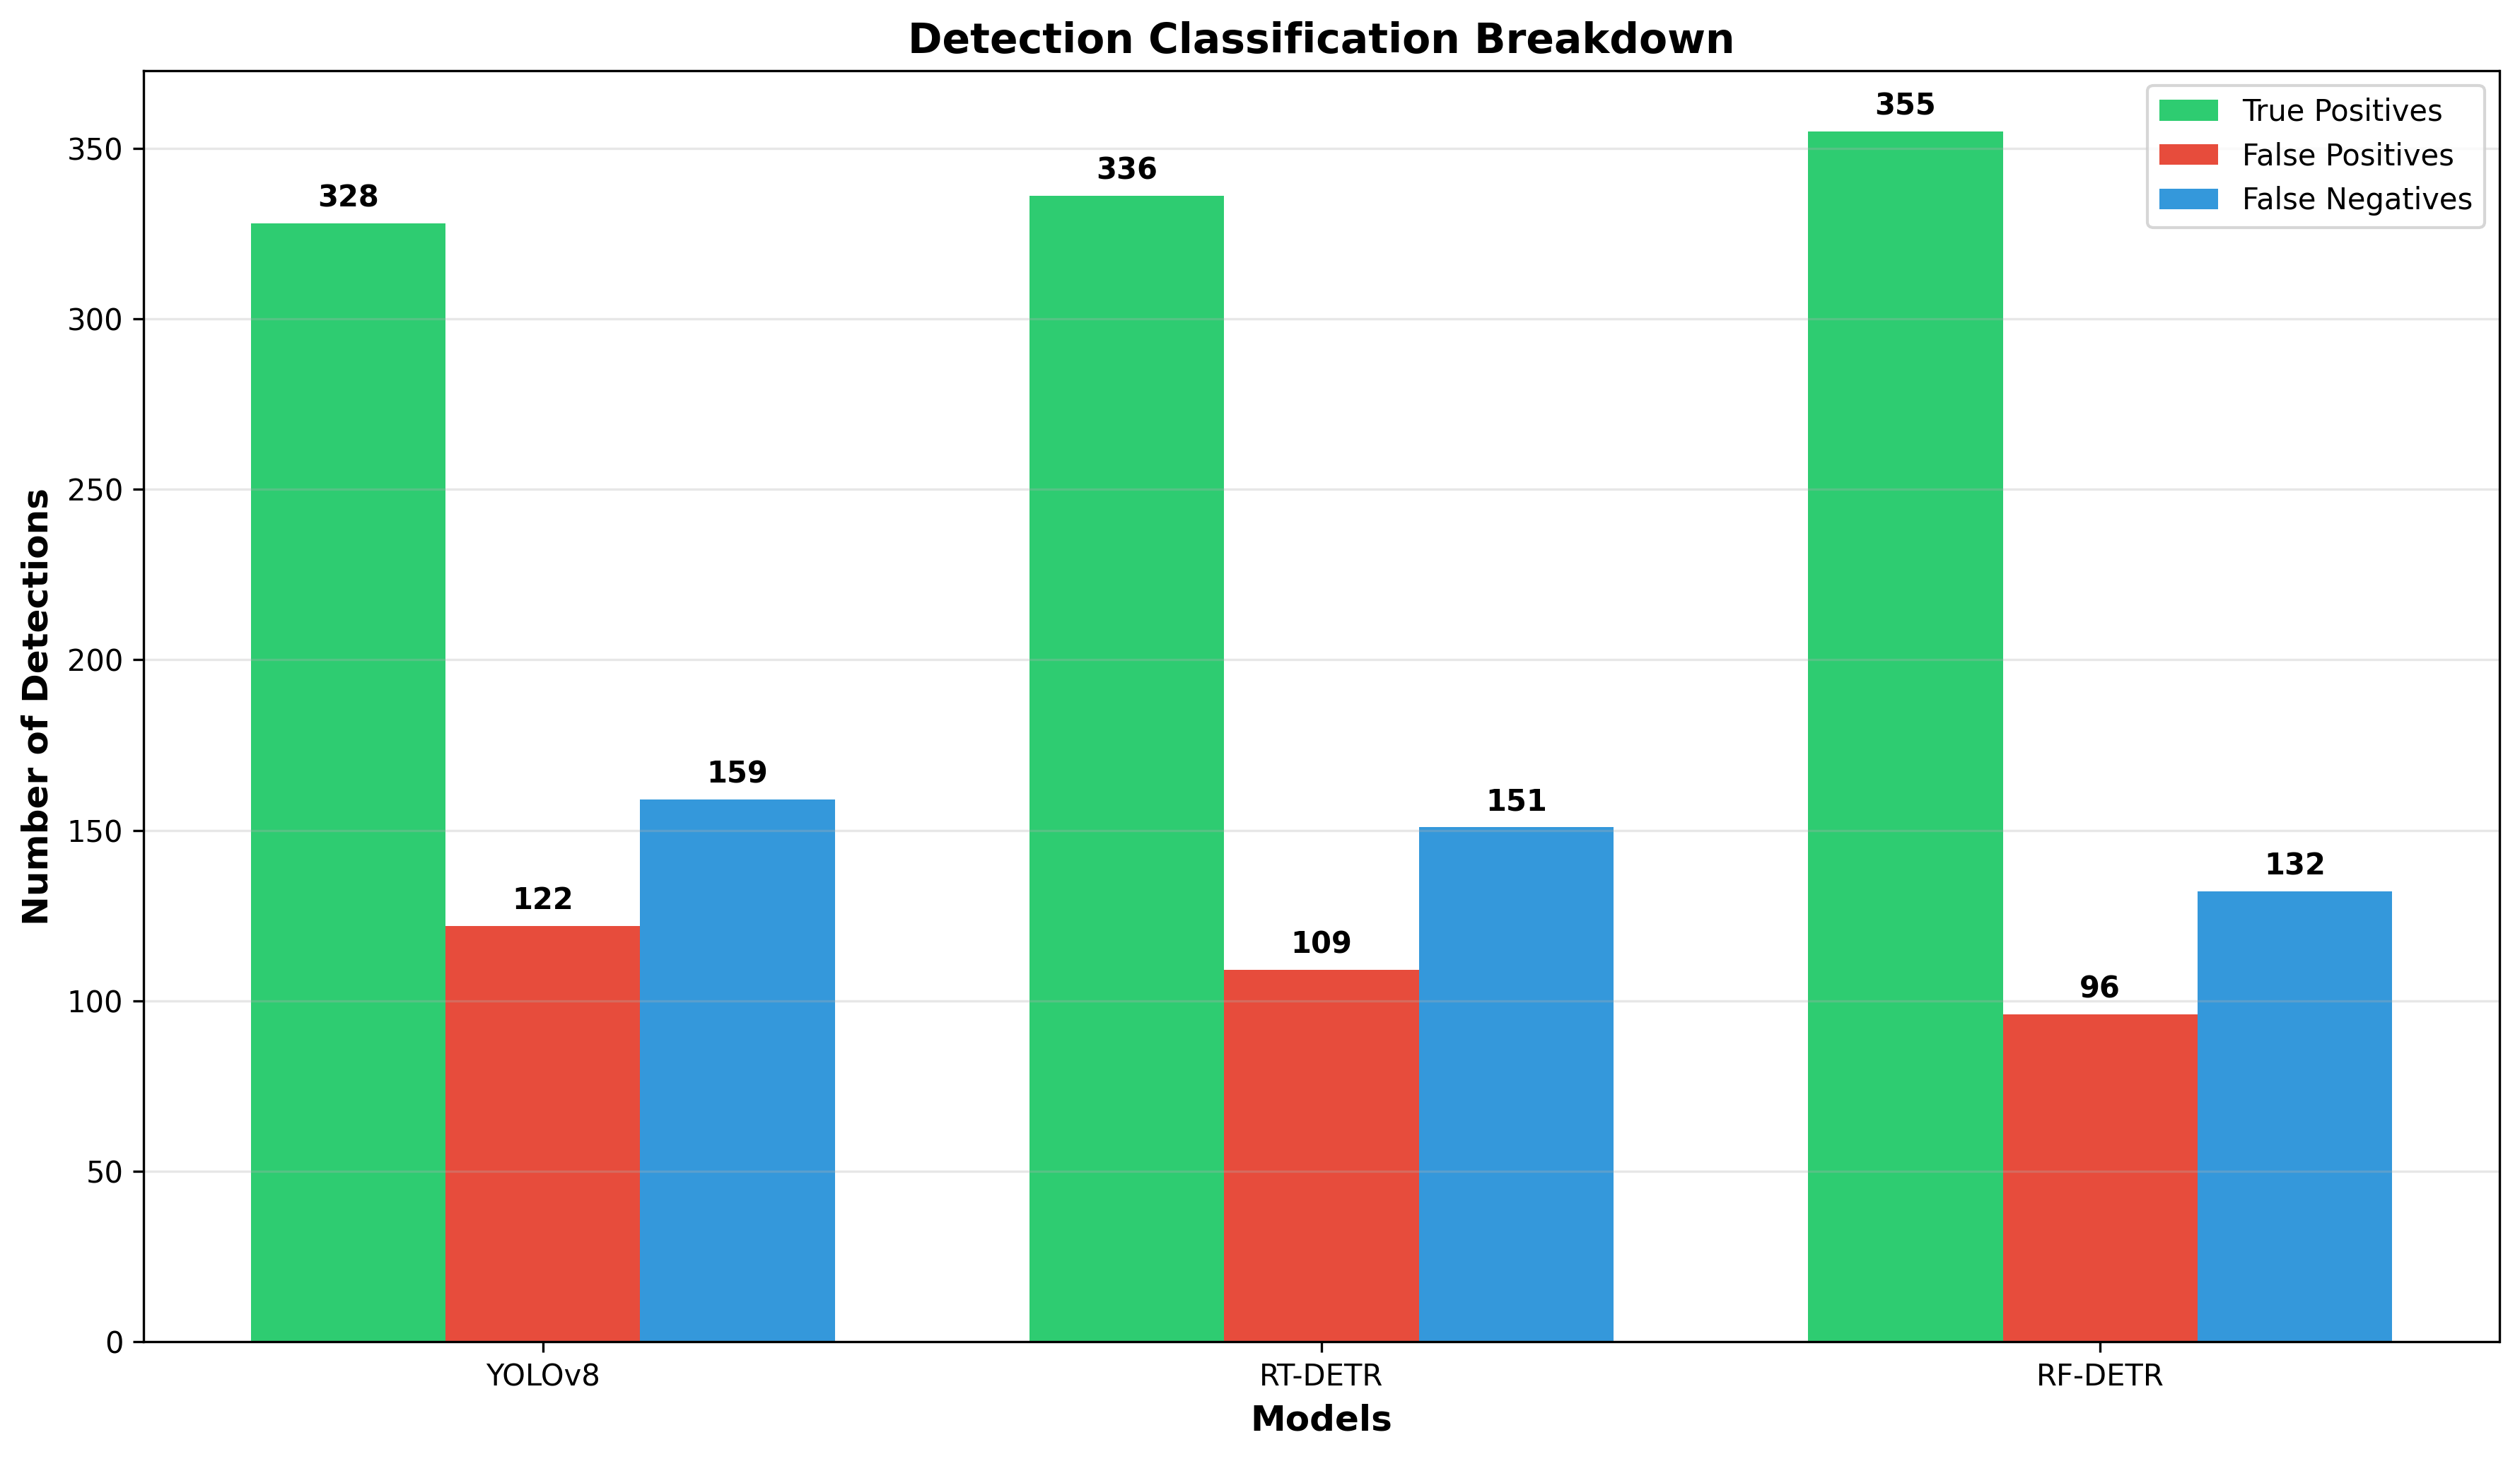 Detection Classification Breakdown
True Positives
False Positives
False Negatives
Number of Detections
350
300
250
200
150
100
50
0
328
122
159
336
109
151
355
96
132
YOLOv8
RT-DETR
RF-DETR
Models